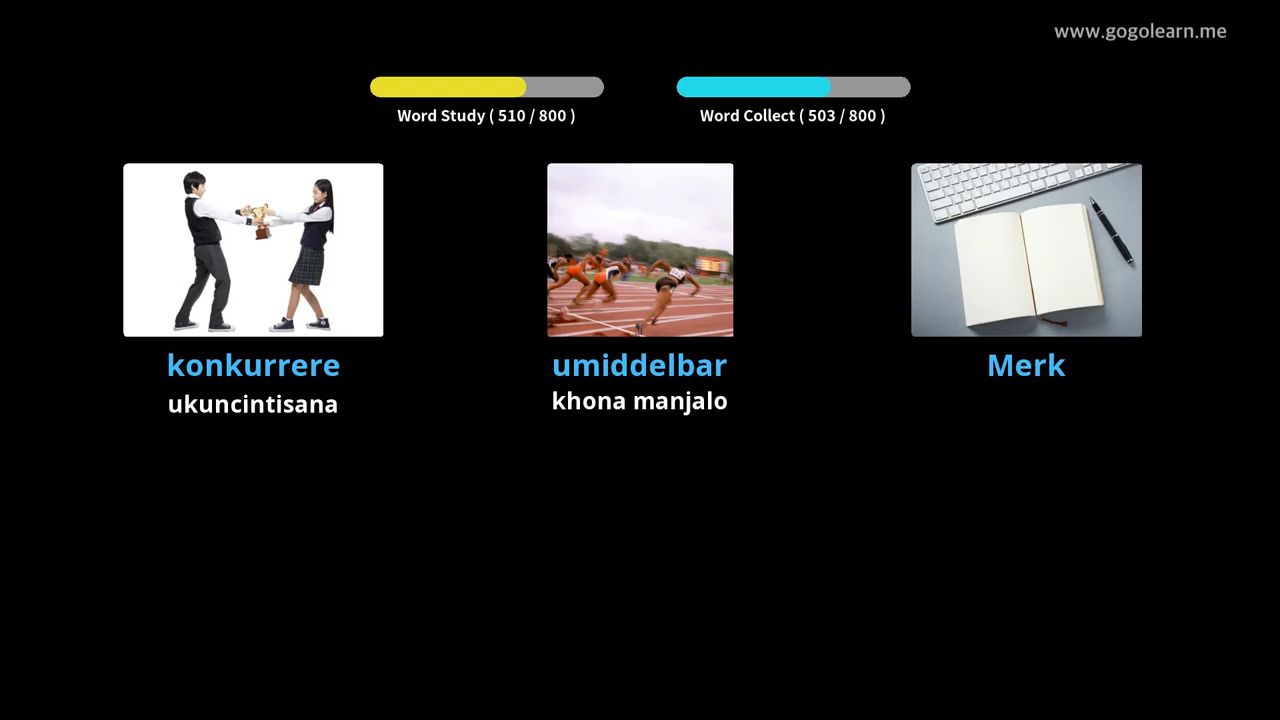 www.gogolearn.me
Word Study ( 510 / 800 )
Word Collect ( 503 / 800 )
konkurrere
umiddelbar
Merk
ukuncintisana
khona manjalo